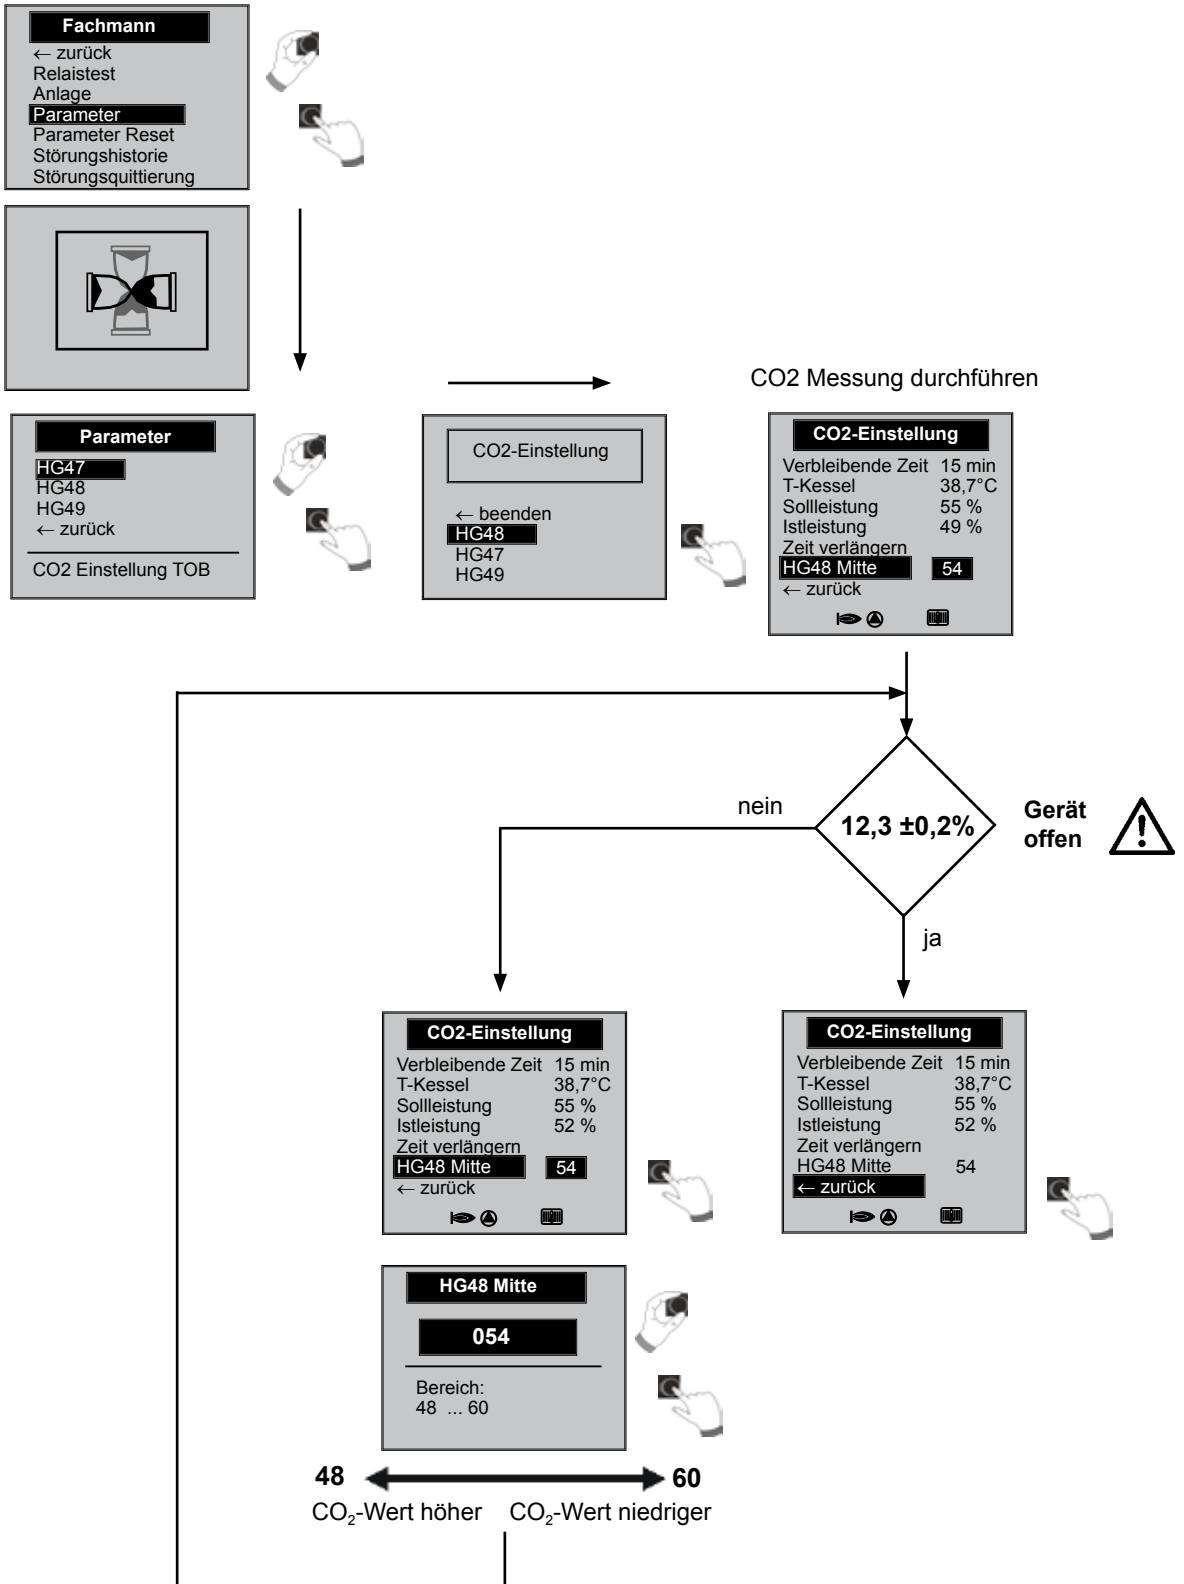 Fachmann
← zurück
Relaistest
Anlage
Parameter
Parameter Reset
Störungshistorie
Störungsquittierung
Parameter
HG47
HG48
HG49
← zurück
CO2 Einstellung TOB
CO2-Einstellung
← beenden
HG48
HG47
HG49
CO2 Messung durchführen
CO2-Einstellung
Verbleibende Zeit 15 min
T-Kessel 38,7°C
Sollleistung 55 %
Istleistung 49 %
Zeit verlängern
HG48 Mitte 54
← zurück
nein
12,3 ±0,2%
Gerät
offen
ja
CO2-Einstellung
Verbleibende Zeit 15 min
T-Kessel 38,7°C
Sollleistung 55 %
Istleistung 52 %
Zeit verlängern
HG48 Mitte 54
← zurück
CO2-Einstellung
Verbleibende Zeit 15 min
T-Kessel 38,7°C
Sollleistung 55 %
Istleistung 52 %
Zeit verlängern
HG48 Mitte 54
← zurück
HG48 Mitte
054
Bereich:
48 ... 60
48 60
CO₂-Wert höher CO₂-Wert niedriger